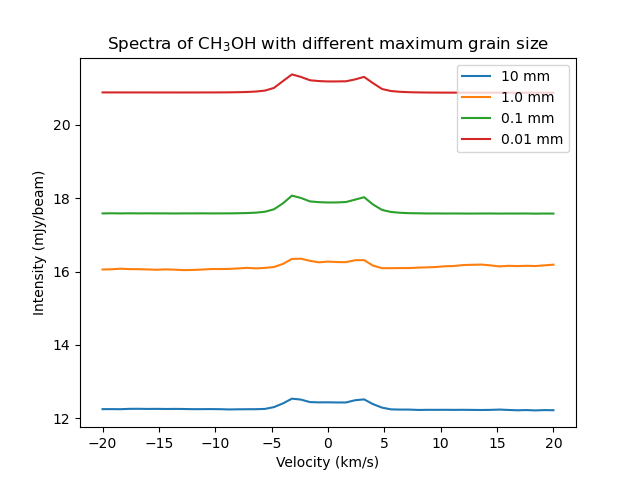 Spectra of CH₃OH with different maximum grain size
10 mm
1.0 mm
0.1 mm
0.01 mm
Intensity (mJy/beam)
20
18
16
14
12
−20 −15 −10 −5 0 5 10 15 20
Velocity (km/s)